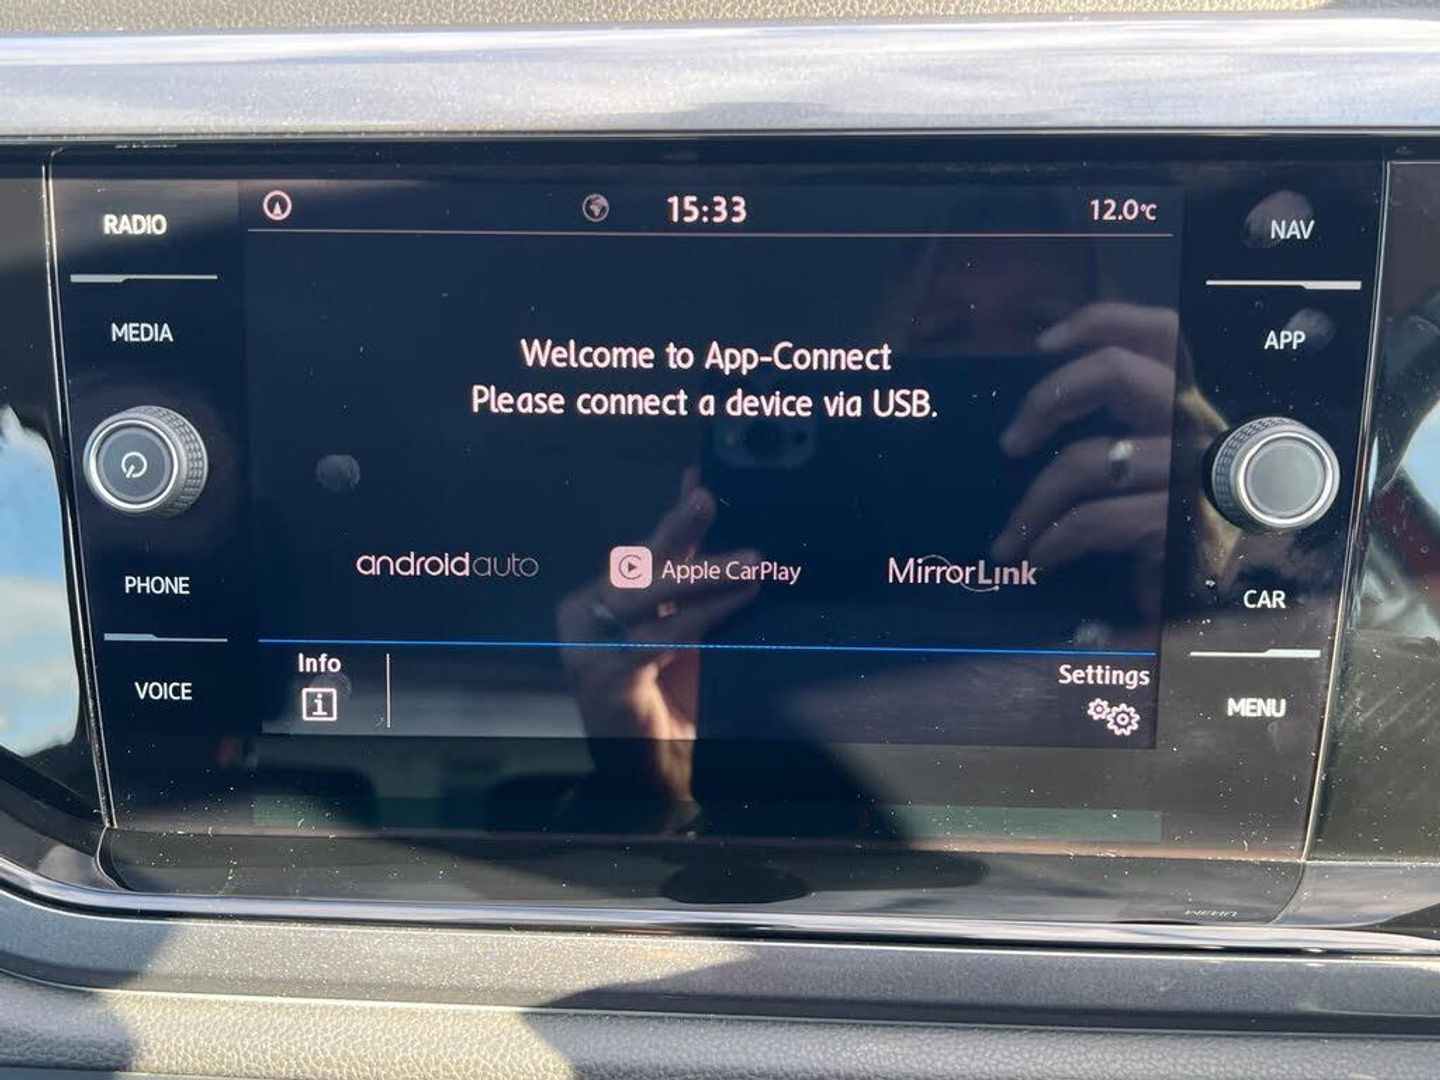 15:33
12.0°C
RADIO
MEDIA
PHONE
VOICE
Welcome to App-Connect
Please connect a device via USB.
androidauto
Apple CarPlay
MirrorLink
Info
i
Settings
NAV
APP
CAR
MENU